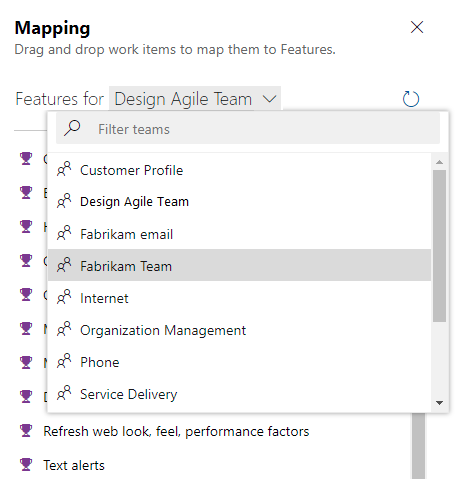 Mapping
Drag and drop work items to map them to Features.
Features for Design Agile Team
Filter teams
Customer Profile
Design Agile Team
Fabrikam email
Fabrikam Team
Internet
Organization Management
Phone
Service Delivery
Refresh web look, feel, performance factors
Text alerts